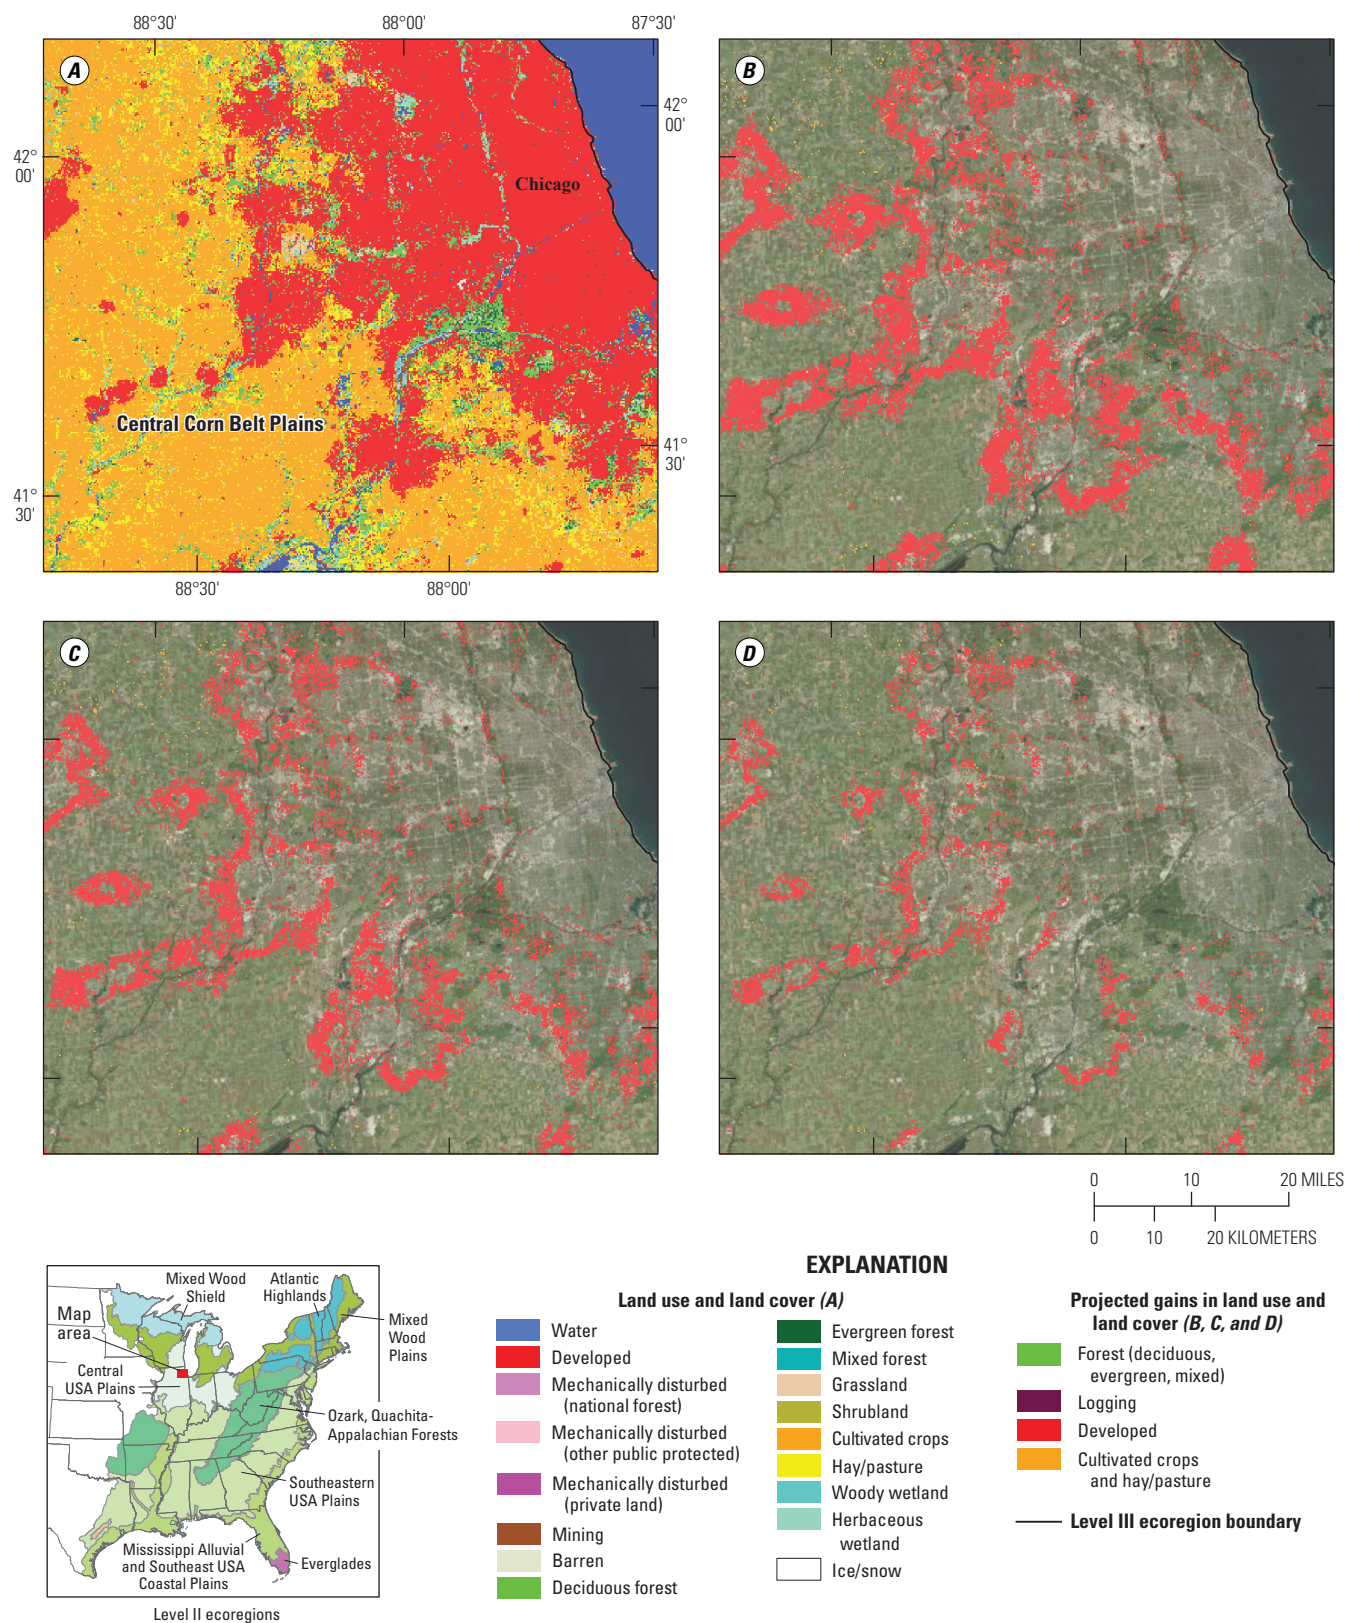 88°30'
88°00'
87°30'
A
B
42°
00'
42°
00'
Chicago
Central Corn Belt Plains
41°
30'
41°
30'
88°30'
88°00'
C
D
0
10
20 MILES
0
10
20 KILOMETERS
EXPLANATION
Mixed Wood
Shield
Atlantic
Highlands
Map
area
Mixed
Wood
Plains
Central
USA Plains
Ozark, Quachita-
Appalachian Forests
Southeastern
USA Plains
Mississippi Alluvial
and Southeast USA
Coastal Plains
Everglades
Level II ecoregions
Land use and land cover (A)
Water
Developed
Mechanically disturbed
(national forest)
Mechanically disturbed
(other public protected)
Mechanically disturbed
(private land)
Mining
Barren
Deciduous forest
Evergreen forest
Mixed forest
Grassland
Shrubland
Cultivated crops
Hay/pasture
Woody wetland
Herbaceous
wetland
Ice/snow
Projected gains in land use and
land cover (B, C, and D)
Forest (deciduous,
evergreen, mixed)
Logging
Developed
Cultivated crops
and hay/pasture
Level III ecoregion boundary